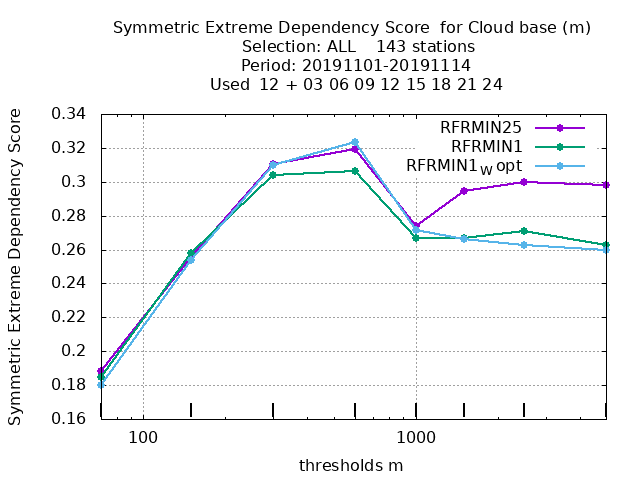 Symmetric Extreme Dependency Score for Cloud base (m)
Selection: ALL 143 stations
Period: 20191101-20191114
Used 12 + 03 06 09 12 15 18 21 24
Symmetric Extreme Dependency Score
0.34
0.32
0.3
0.28
0.26
0.24
0.22
0.2
0.18
0.16
RFRMIN25
RFRMIN1
RFRMIN1W opt
100 1000
thresholds m